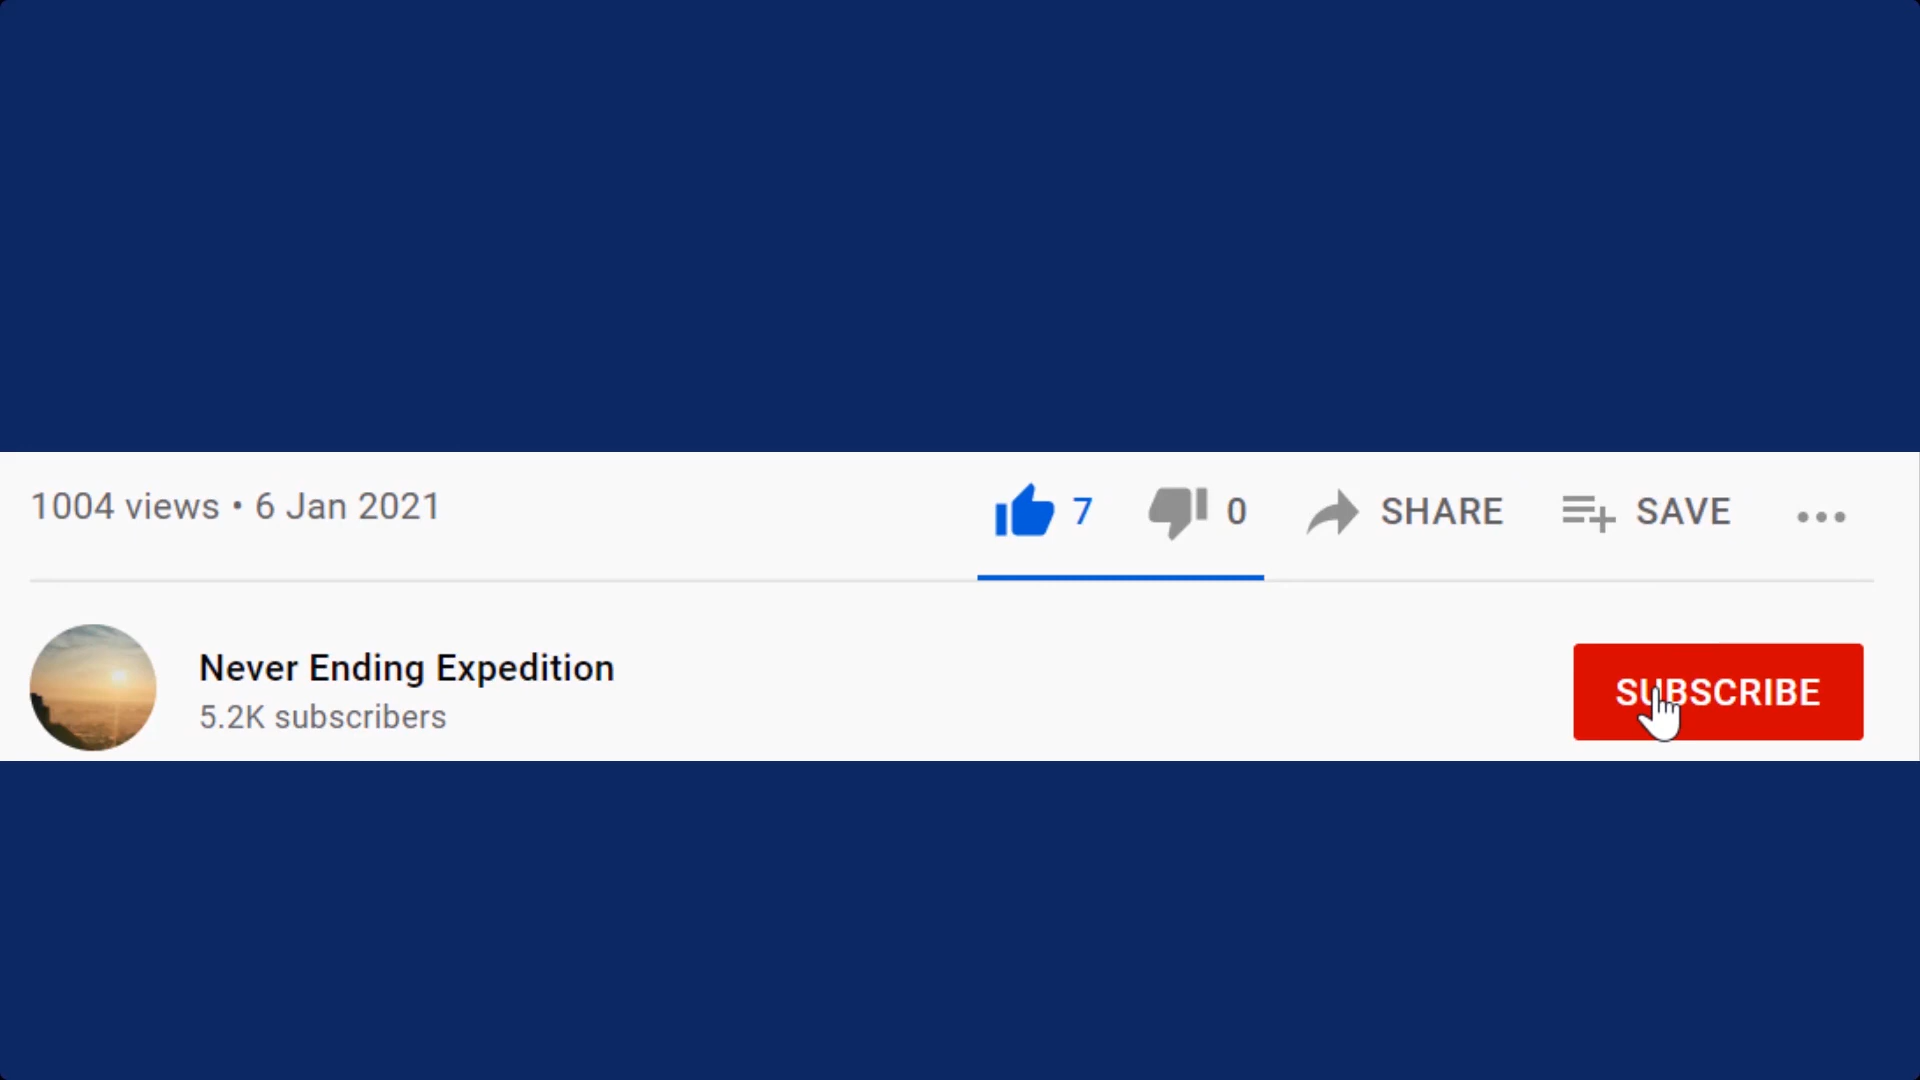 1004 views • 6 Jan 2021
7
0
SHARE
SAVE
Never Ending Expedition
5.2K subscribers
SUBSCRIBE